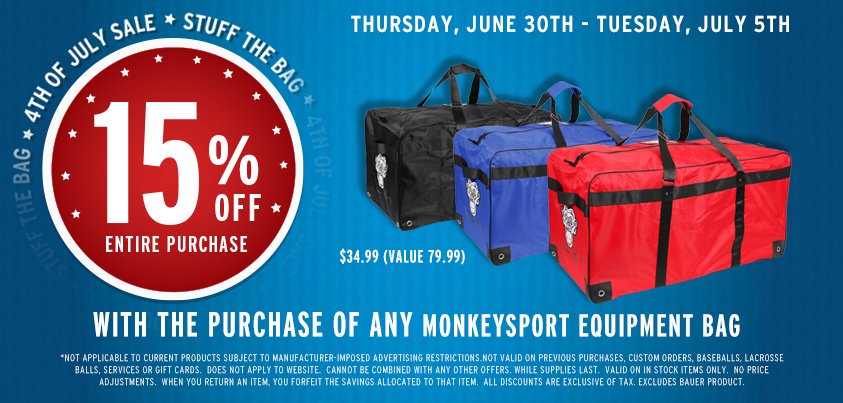 4TH OF JULY SALE ★ STUFF THE BAG ★ 4TH OF JUL
STUFF THE BAG ★
THURSDAY, JUNE 30TH - TUESDAY, JULY 5TH
15% OFF
ENTIRE PURCHASE
$34.99 (VALUE 79.99)
WITH THE PURCHASE OF ANY MONKEYSPORT EQUIPMENT BAG
*NOT APPLICABLE TO CURRENT PRODUCTS SUBJECT TO MANUFACTURER-IMPOSED ADVERTISING RESTRICTIONS.NOT VALID ON PREVIOUS PURCHASES, CUSTOM ORDERS, BASEBALLS, LACROSSE
BALLS, SERVICES OR GIFT CARDS. DOES NOT APPLY TO WEBSITE. CANNOT BE COMBINED WITH ANY OTHER OFFERS. WHILE SUPPLIES LAST. VALID ON IN STOCK ITEMS ONLY. NO PRICE
ADJUSTMENTS. WHEN YOU RETURN AN ITEM, YOU FORFEIT THE SAVINGS ALLOCATED TO THAT ITEM. ALL DISCOUNTS ARE EXCLUSIVE OF TAX. EXCLUDES BAUER PRODUCT.